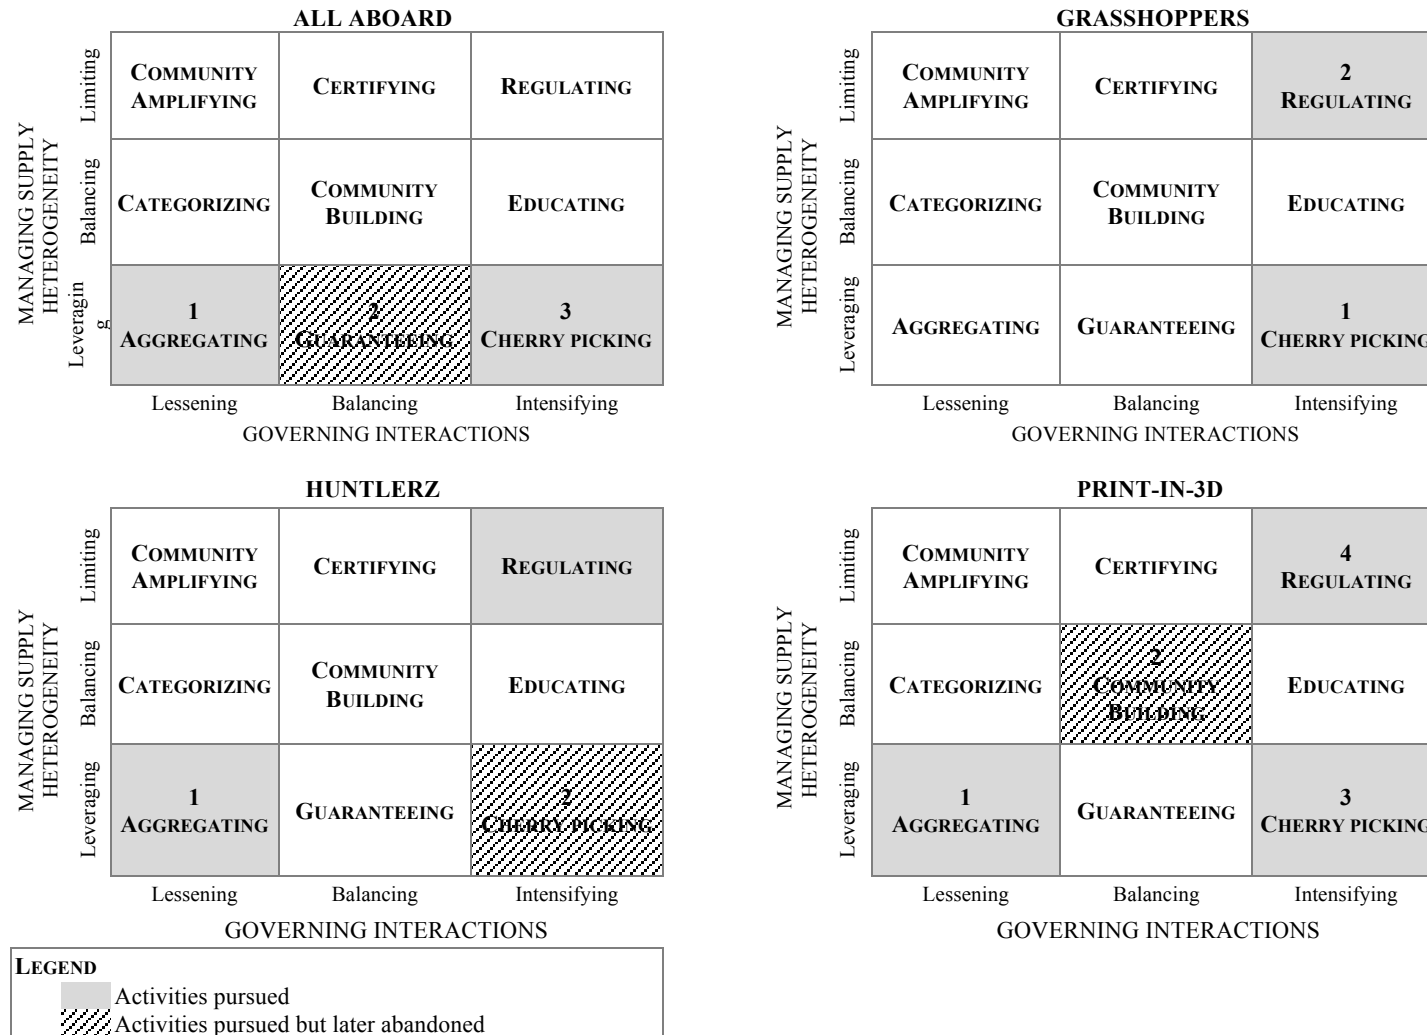 ALL ABOARD
MANAGING SUPPLY
HETEROGENEITY
Limiting
Balancing
Leveragin
g
COMMUNITY
AMPLIFYING
CERTIFYING
REGULATING
CATEGORIZING
COMMUNITY
BUILDING
EDUCATING
1
AGGREGATING
2
GUARANTEEING
3
CHERRY PICKING
Lessening
Balancing
Intensifying
GOVERNING INTERACTIONS
GRASSHOPPERS
MANAGING SUPPLY
HETEROGENEITY
Limiting
Balancing
Leveraging
COMMUNITY
AMPLIFYING
CERTIFYING
2
REGULATING
CATEGORIZING
COMMUNITY
BUILDING
EDUCATING
AGGREGATING
GUARANTEEING
1
CHERRY PICKING
Lessening
Balancing
Intensifying
GOVERNING INTERACTIONS
HUNTLERZ
MANAGING SUPPLY
HETEROGENEITY
Limiting
Balancing
Leveraging
COMMUNITY
AMPLIFYING
CERTIFYING
REGULATING
CATEGORIZING
COMMUNITY
BUILDING
EDUCATING
1
AGGREGATING
GUARANTEEING
2
CHERRY PICKING
Lessening
Balancing
Intensifying
GOVERNING INTERACTIONS
PRINT-IN-3D
MANAGING SUPPLY
HETEROGENEITY
Limiting
Balancing
Leveraging
COMMUNITY
AMPLIFYING
CERTIFYING
4
REGULATING
CATEGORIZING
2
COMMUNITY
BUILDING
EDUCATING
1
AGGREGATING
GUARANTEEING
3
CHERRY PICKING
Lessening
Balancing
Intensifying
GOVERNING INTERACTIONS
LEGEND
Activities pursued
Activities pursued but later abandoned